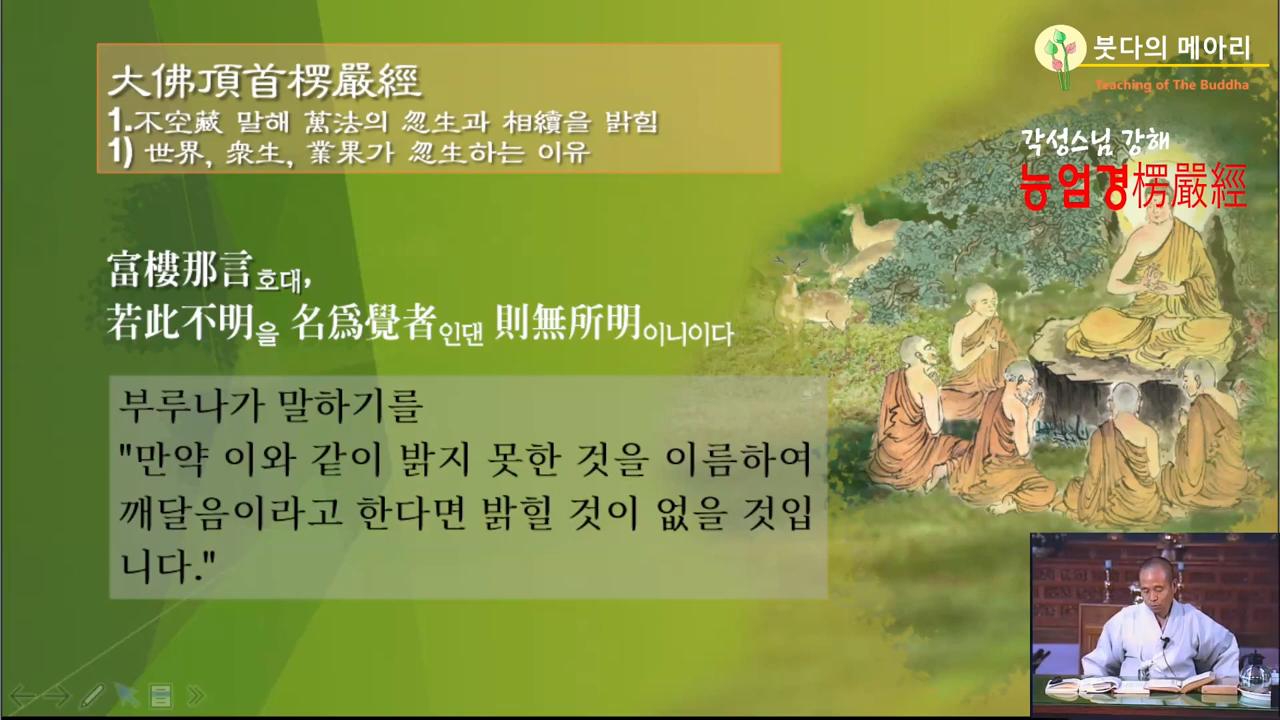 大佛頂首楞嚴經
1.不空藏 말해 萬法의 忽生과 相續을 밝힘
1) 世界, 衆生, 業果가 忽生하는 이유
붓다의 메아리
Teaching of The Buddha
각성스님 강해
능엄경楞嚴經
富樓那言호대,
若此不明을 名爲覺者인댄 則無所明이니이다
부루나가 말하기를
"만약 이와 같이 밝지 못한 것을 이름하여
깨달음이라고 한다면 밝힐 것이 없을 것입
니다."